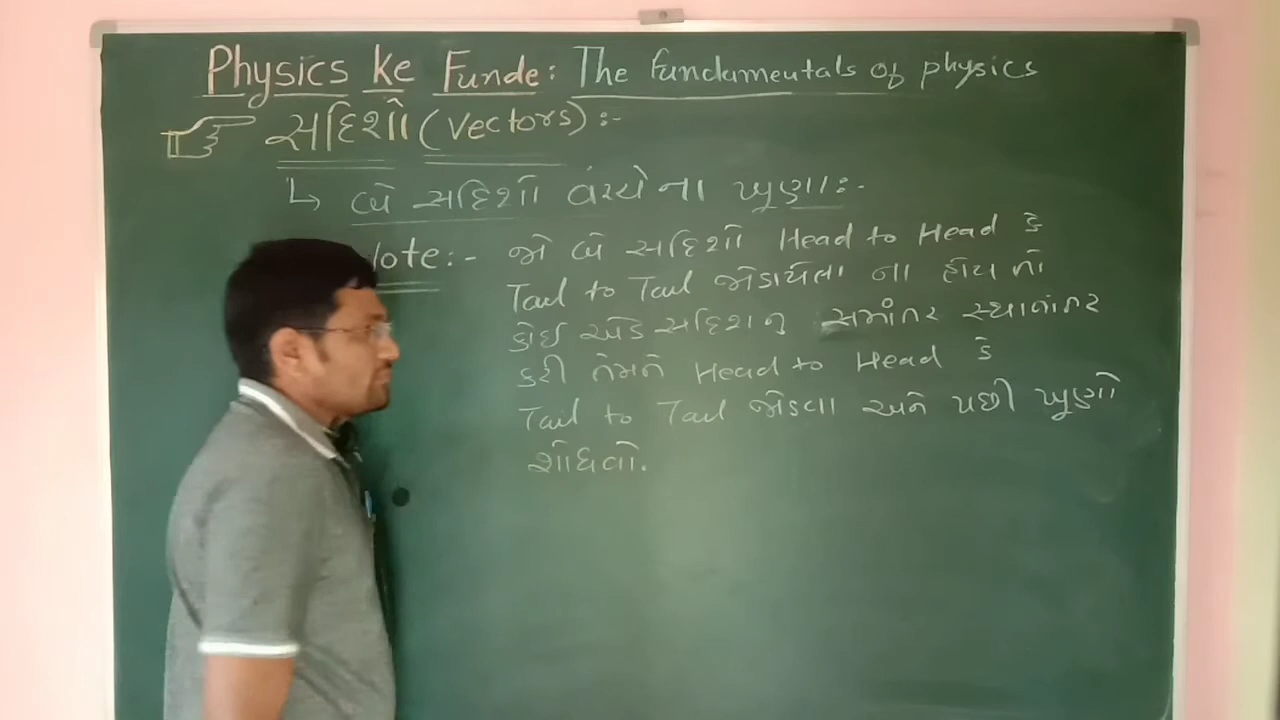 Physics ke Funde: The fundamentals of physics
સદિશો (Vectors) :-
↳ બે સદિશો વચ્ચેના ખુણા:-
ote:- જો બે સદિશો Head to Head કે
Tail to Tail જોડાયેલા ના હોય તો
કોઈ એક સદિશનુ સમાંતર સ્થાનાંતર
કરી તેમને Head to Head કે
Tail to Tail જોડવા અને પછી ખુણો
શોધવો.